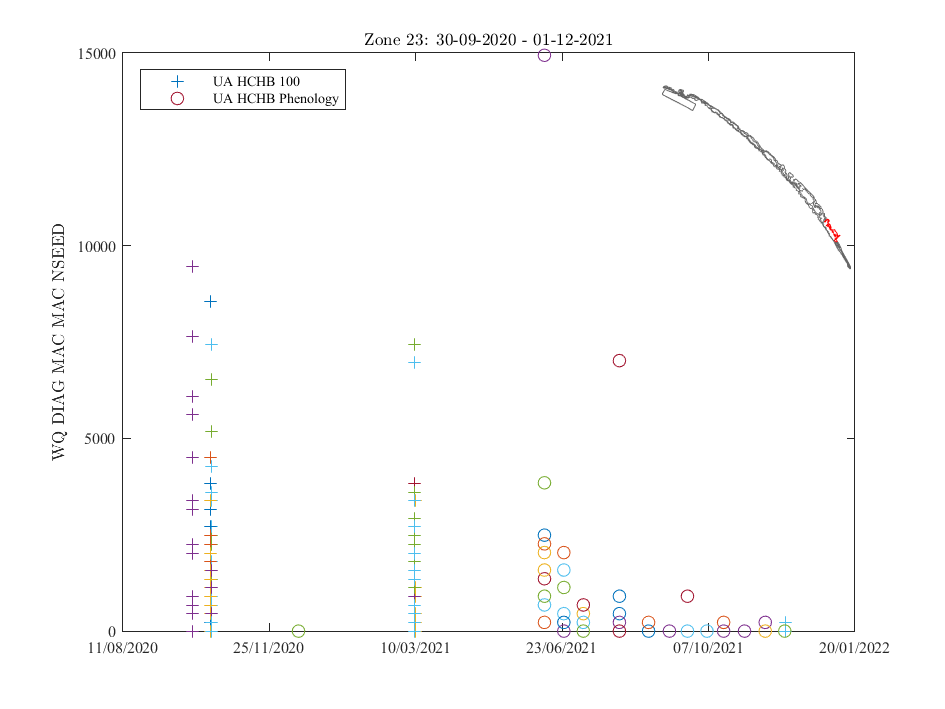 Zone 23: 30-09-2020 - 01-12-2021
15000
10000
5000
0
WQ DIAG MAC MAC NSEED
UA HCHB 100
UA HCHB Phenology
11/08/2020
25/11/2020
10/03/2021
23/06/2021
07/10/2021
20/01/2022